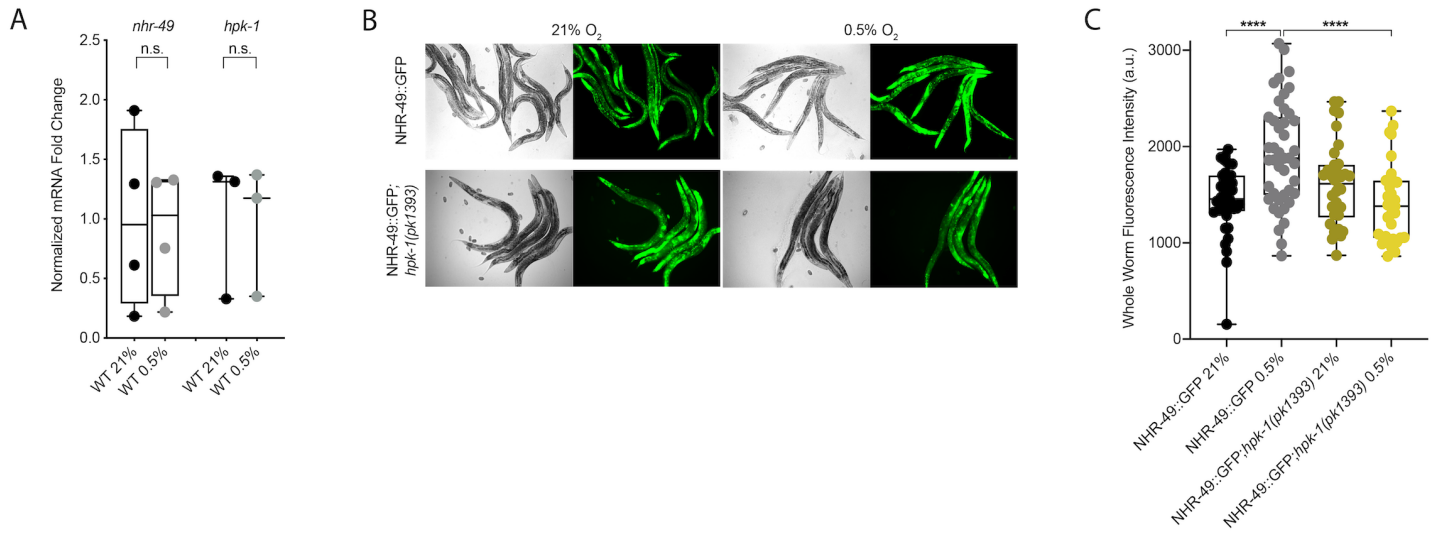 A
nhr-49
hpk-1
n.s.
n.s.
2.5
2.0
1.5
1.0
0.5
0.0
Normalized mRNA Fold Change
WT 21%
WT 0.5%
WT 21%
WT 0.5%
B
21% O2
0.5% O2
NHR-49::GFP
NHR-49::GFP;
hpk-1(pk1393)
C
****
****
3000
2000
1000
0
Whole Worm Fluorescence Intensity (a.u.)
NHR-49::GFP 21%
NHR-49::GFP 0.5%
NHR-49::GFP;hpk-1(pk1393) 21%
NHR-49::GFP;hpk-1(pk1393) 0.5%